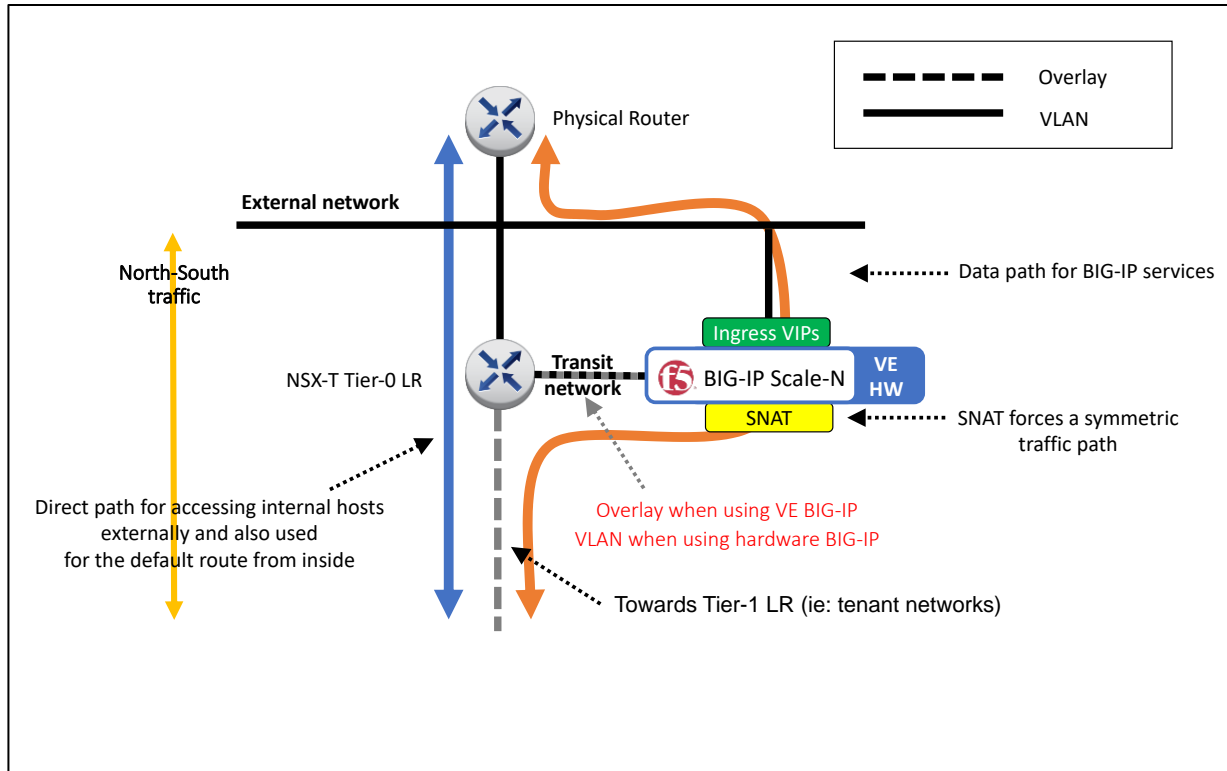 Overlay
VLAN
Physical Router
External network
North-South
traffic
Data path for BIG-IP services
Ingress VIPs
NSX-T Tier-0 LR
Transit
network
f5
BIG-IP Scale-N
VE
HW
SNAT
SNAT forces a symmetric
traffic path
Direct path for accessing internal hosts
externally and also used
for the default route from inside
Overlay when using VE BIG-IP
VLAN when using hardware BIG-IP
Towards Tier-1 LR (ie: tenant networks)